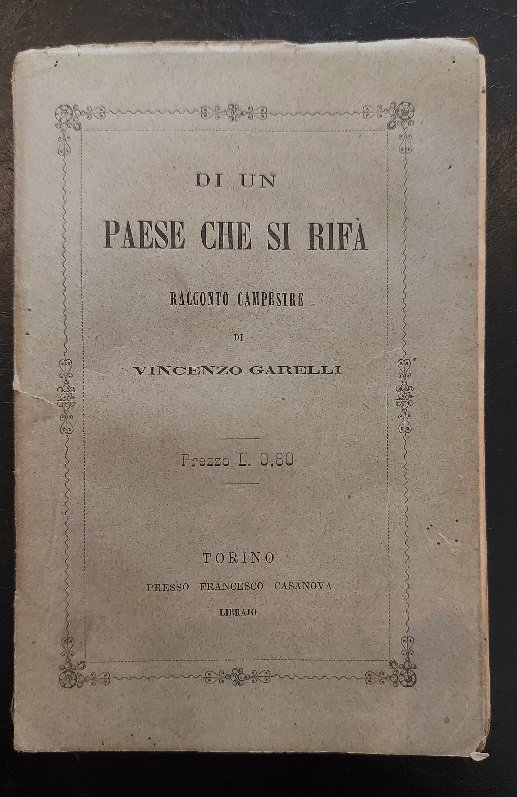 DI UN
PAESE CHE SI RIFÀ
RACCONTO CAMPESTRE
DI
VINCENZO GARELLI
Prezzo L. 0,80
TORINO
PRESSO FRANCESCO CASANOVA
LIBRAJO